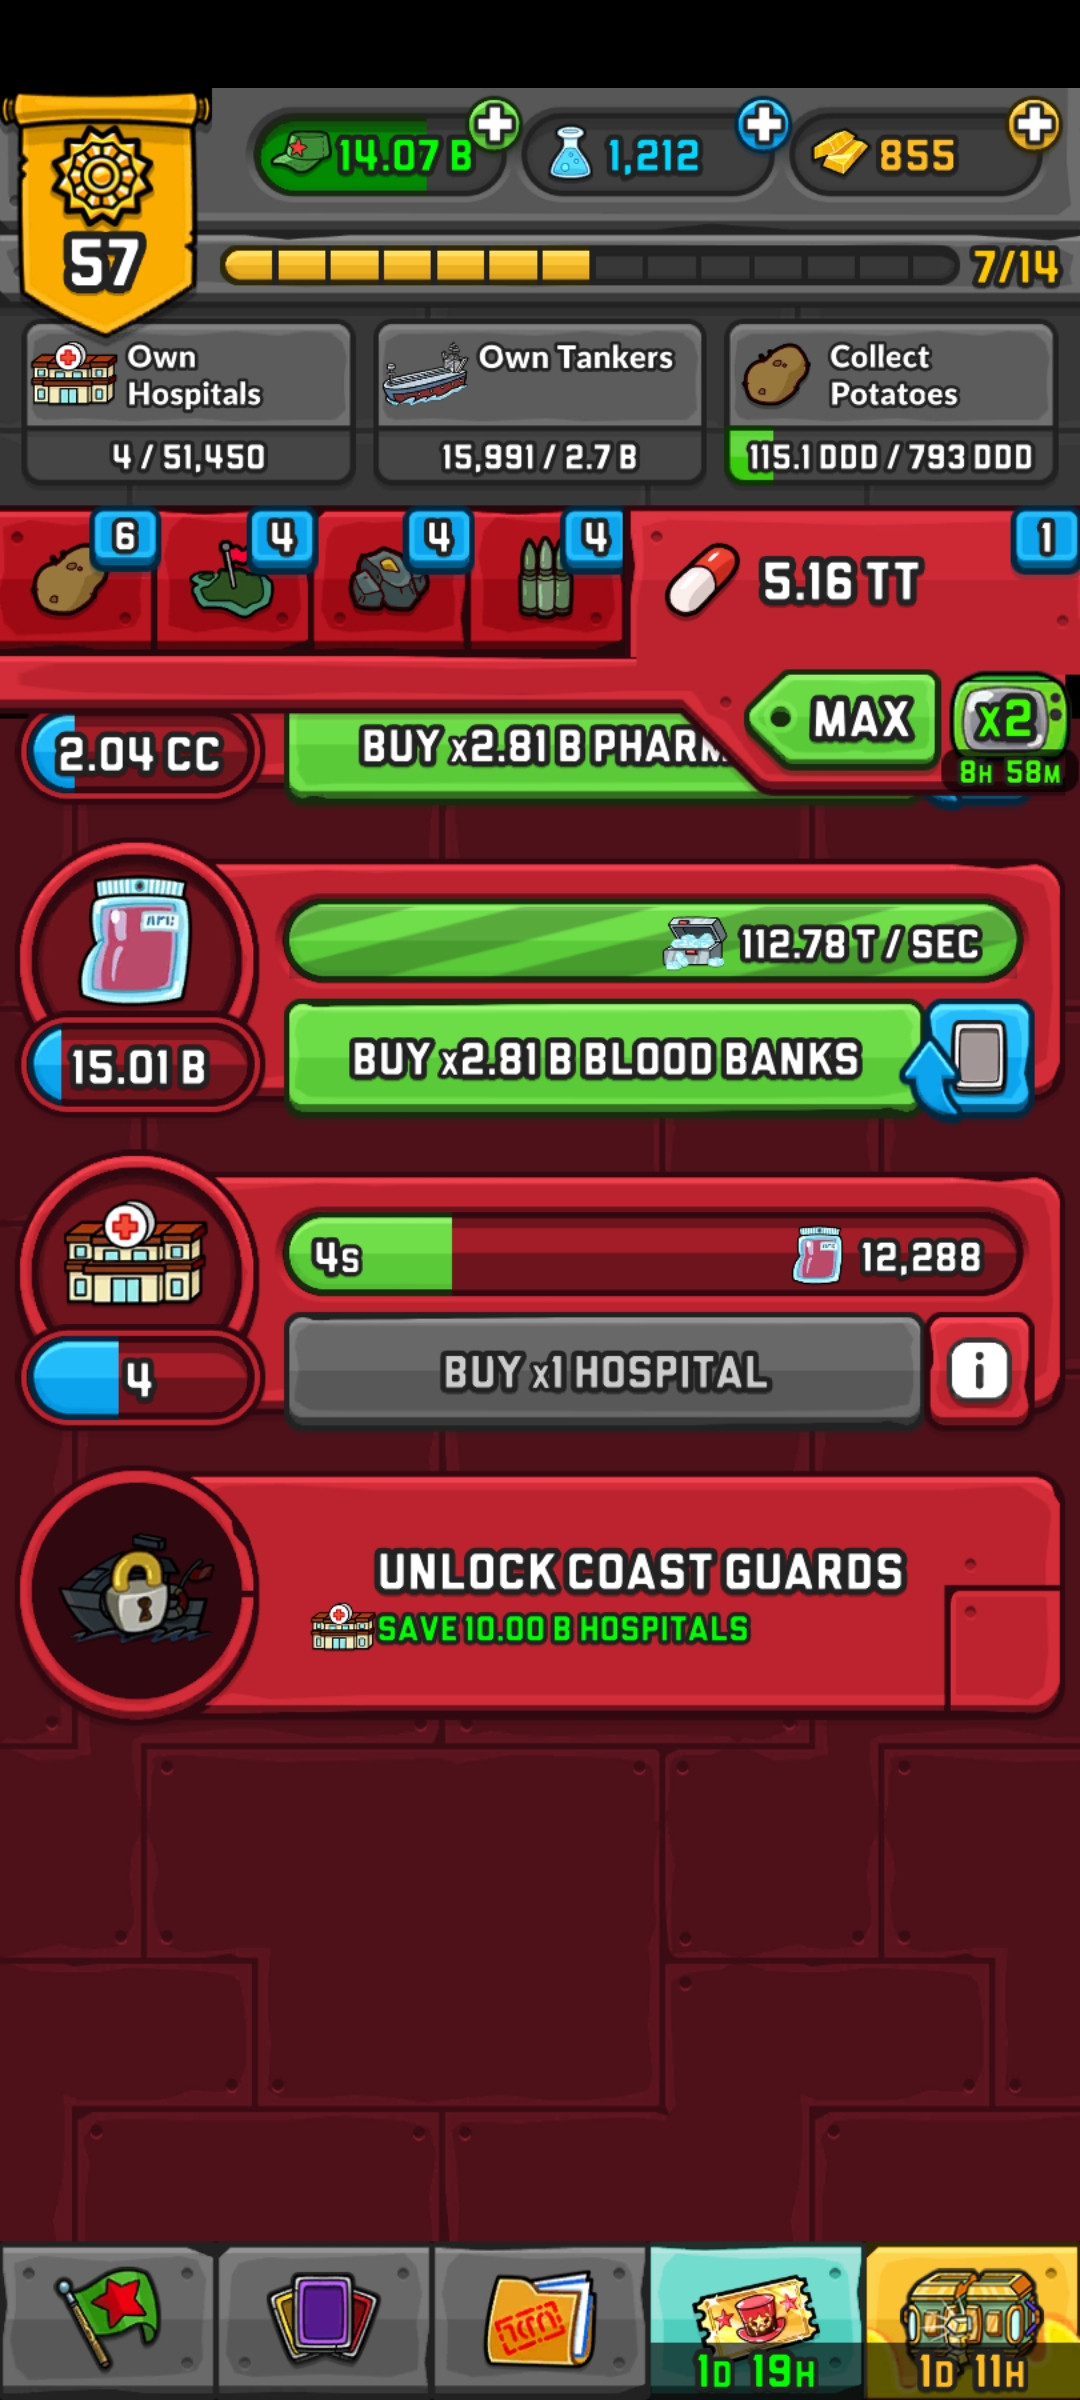 14.07 B
1,212
855
57
7/14
Own Hospitals
4 / 51,450
Own Tankers
15,991 / 2.7 B
Collect Potatoes
115.1 DDD / 793 DDD
6
4
4
4
5.16 TT
1
MAX
x2
8H 58M
2.04 CC
BUY x2.81 B PHARM
112.78 T / SEC
15.01 B
BUY x2.81 B BLOOD BANKS
4s
12,288
4
BUY x1 HOSPITAL
i
UNLOCK COAST GUARDS
SAVE 10.00 B HOSPITALS
1D 19H
1D 11H